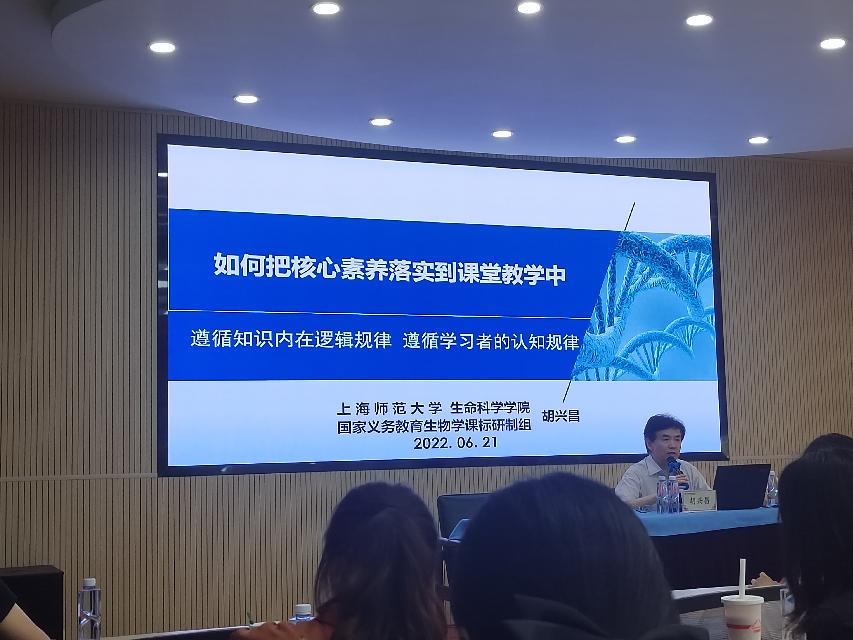 如何把核心素养落实到课堂教学中
遵循知识内在逻辑规律 遵循学习者的认知规律
上海师范大学 生命科学学院
国家义务教育生物学课标研制组
胡兴昌
2022.06.21
胡兴昌